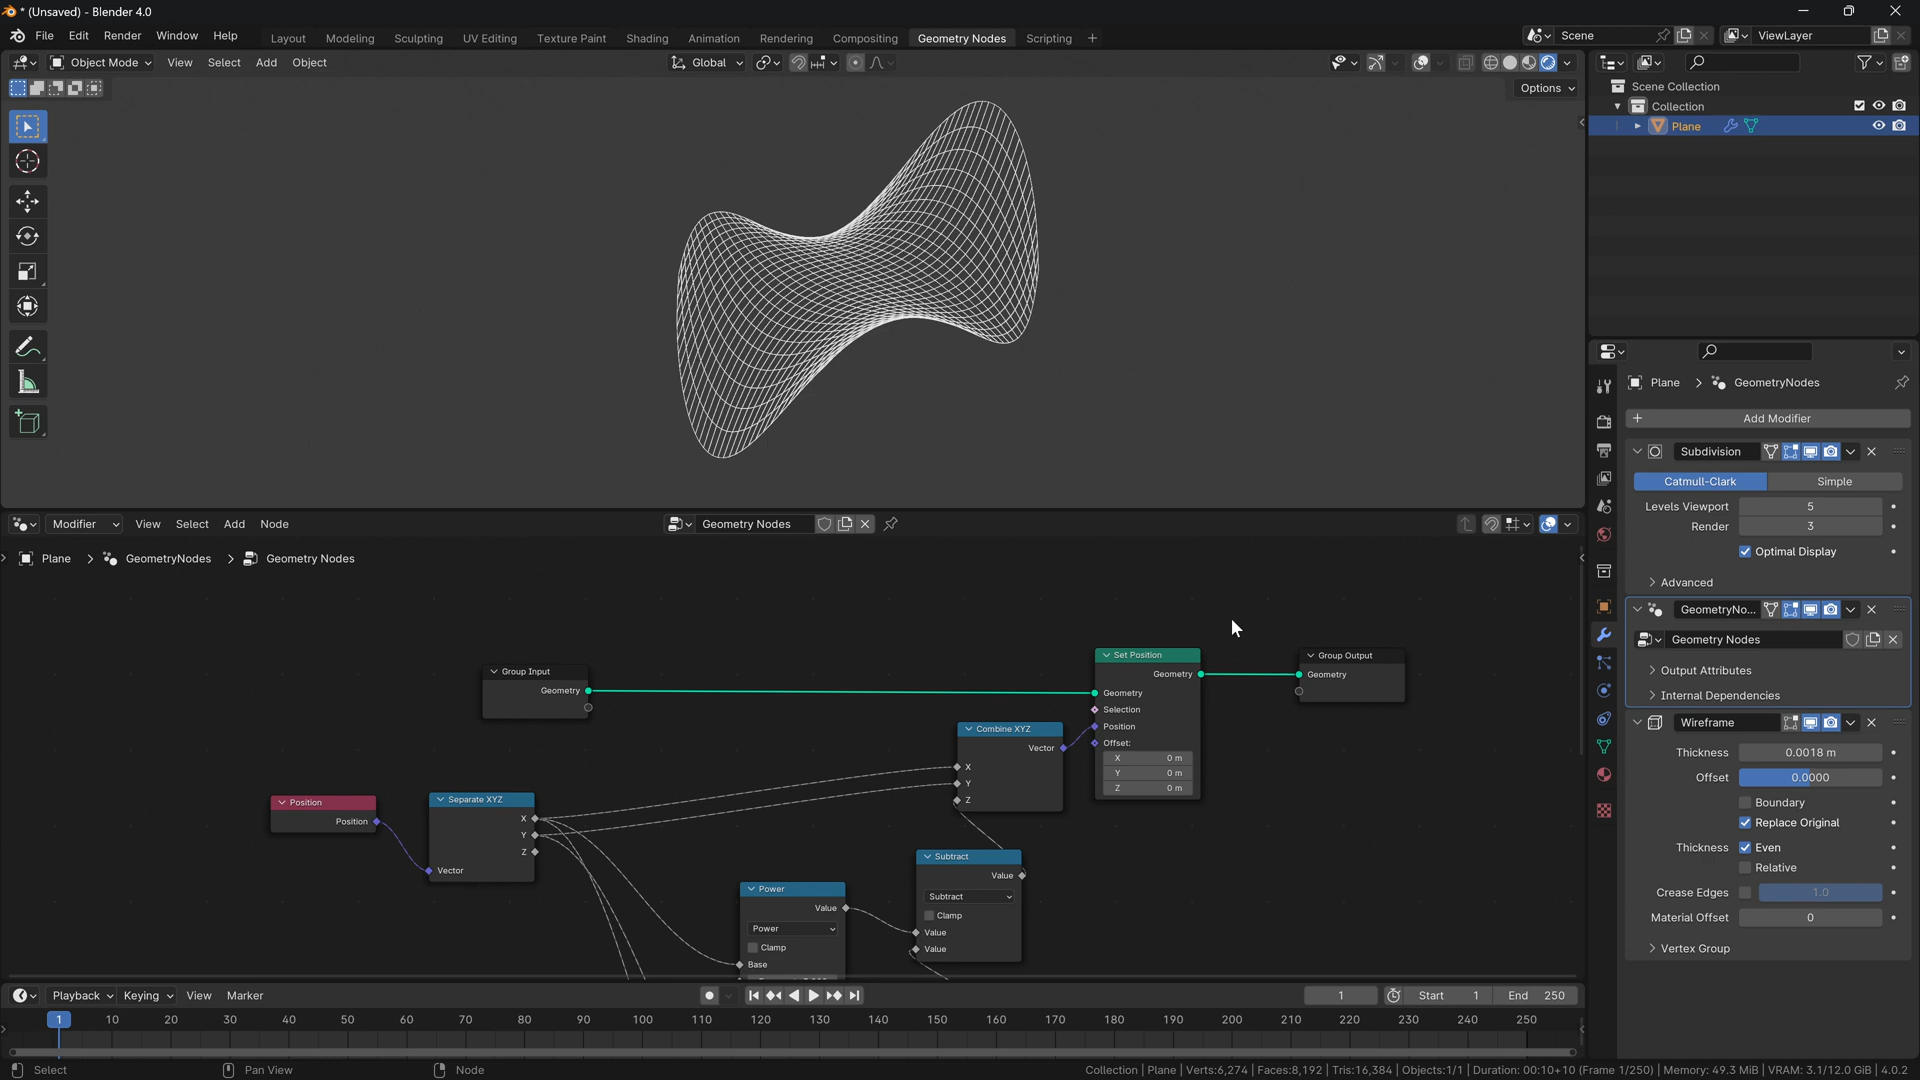 * (Unsaved) - Blender 4.0
File Edit Render Window Help Layout Modeling Sculpting UV Editing Texture Paint Shading Animation Rendering Compositing Geometry Nodes Scripting + Scene ViewLayer
Object Mode View Select Add Object Global
Options
Scene Collection
Collection
Plane
Plane > GeometryNodes
+ Add Modifier
Subdivision
Catmull-Clark Simple
Levels Viewport 5
Render 3
Optimal Display
Advanced
GeometryNo...
Geometry Nodes
Output Attributes
Internal Dependencies
Wireframe
Thickness 0.0018 m
Offset 0.0000
Boundary
Replace Original
Thickness Even
Relative
Crease Edges 1.0
Material Offset 0
Vertex Group
Modifier View Select Add Node Geometry Nodes
Plane > GeometryNodes > Geometry Nodes
Group Input
Geometry
Set Position
Geometry
Geometry
Selection
Position
Offset:
X 0 m
Y 0 m
Z 0 m
Group Output
Geometry
Combine XYZ
Vector
X
Y
Z
Position
Position
Separate XYZ
X
Y
Z
Vector
Subtract
Value
Subtract
Clamp
Value
Value
Power
Value
Power
Clamp
Base
Playback Keying View Marker 1 Start 1 End 250
1 10 20 30 40 50 60 70 80 90 100 110 120 130 140 150 160 170 180 190 200 210 220 230 240 250
Select Pan View Node Collection | Plane | Verts:6,274 | Faces:8,192 | Tris:16,384 | Objects:1/1 | Duration: 00:10+10 (Frame 1/250) | Memory: 49.3 MiB | VRAM: 3.1/12.0 GiB | 4.0.2